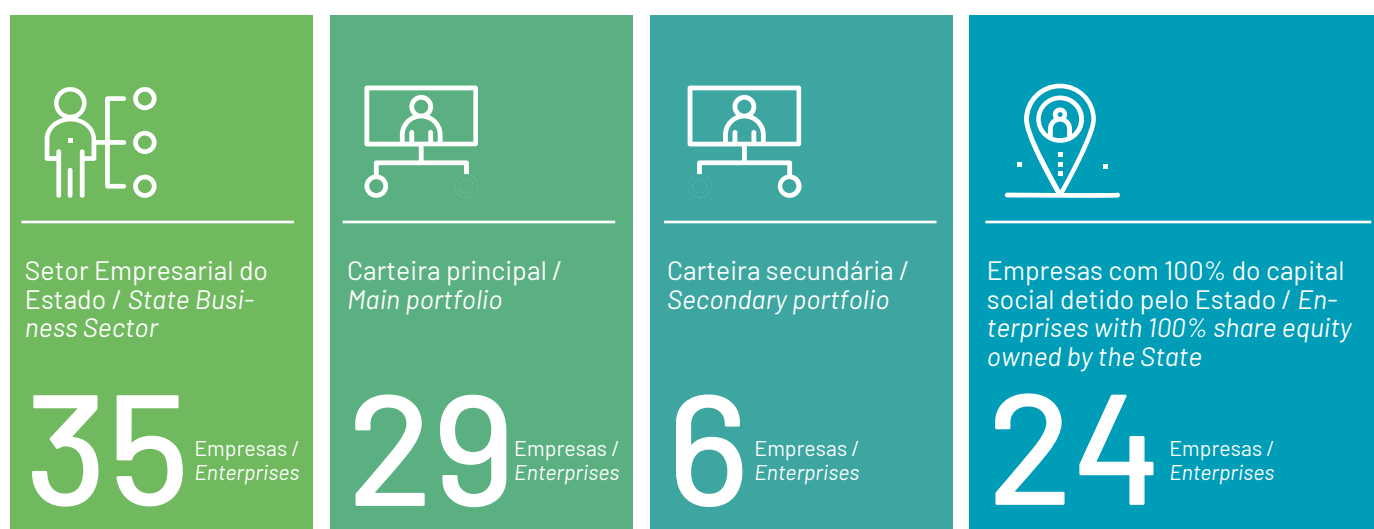 Setor Empresarial do
Estado / State Busi-
ness Sector
35
Empresas /
Enterprises
Carteira principal /
Main portfolio
29
Empresas /
Enterprises
Carteira secundária /
Secondary portfolio
6
Empresas /
Enterprises
Empresas com 100% do capital
social detido pelo Estado / En-
terprises with 100% share equity
owned by the State
24
Empresas /
Enterprises